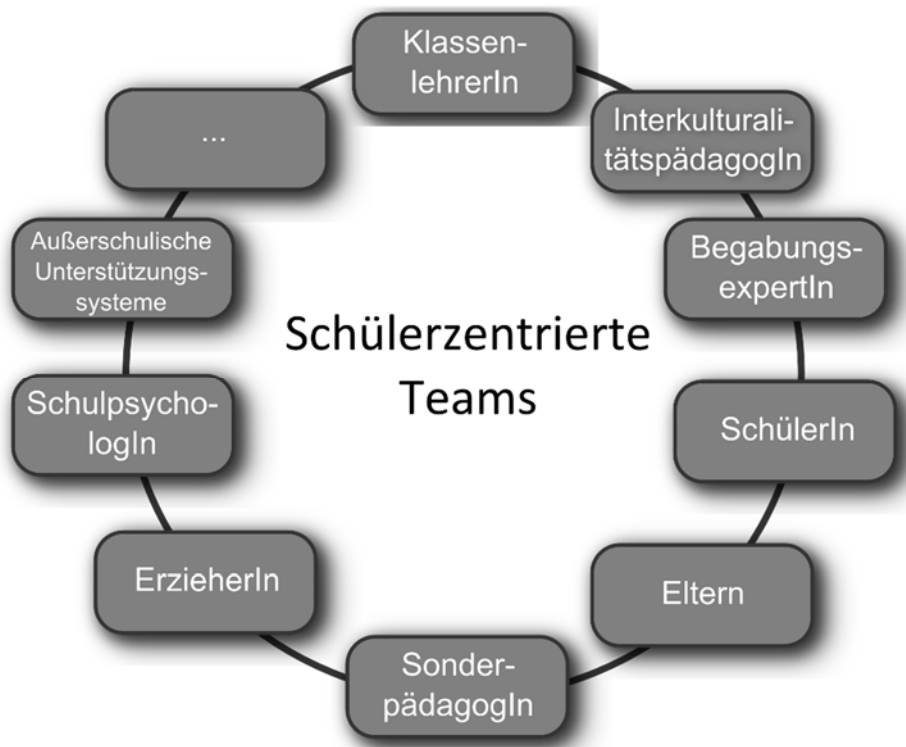 Klassen-
lehrerIn
Interkulturali-
tätspädagogIn
Begabungs-
expertIn
SchülerIn
Eltern
Sonder-
pädagogIn
ErzieherIn
Schulpsycho-
logIn
Außerschulische
Unterstützungs-
systeme
...
Schülerzentrierte
Teams